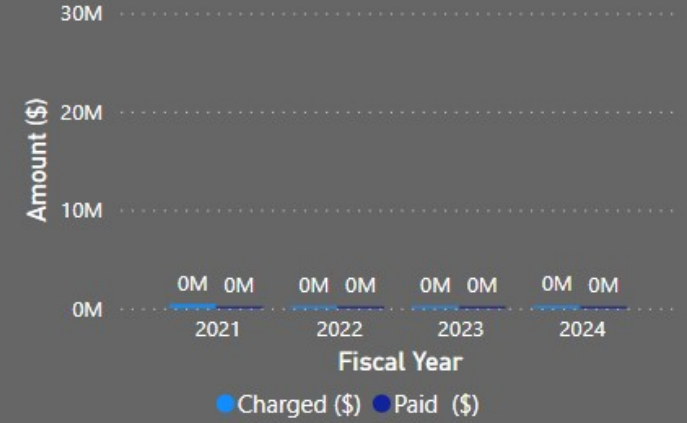 30M
20M
10M
0M
Amount ($)
0M 0M 0M 0M 0M 0M 0M 0M
2021 2022 2023 2024
Fiscal Year
Charged ($) Paid ($)